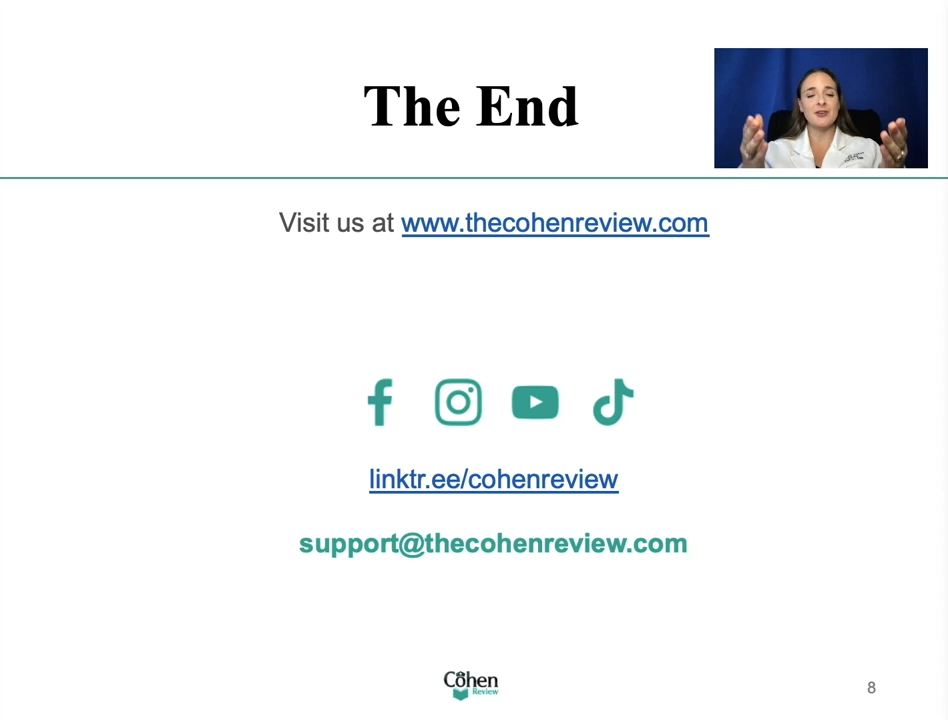 The End
Visit us at www.thecohenreview.com
linktr.ee/cohenreview
support@thecohenreview.com
Cohen
Review
8